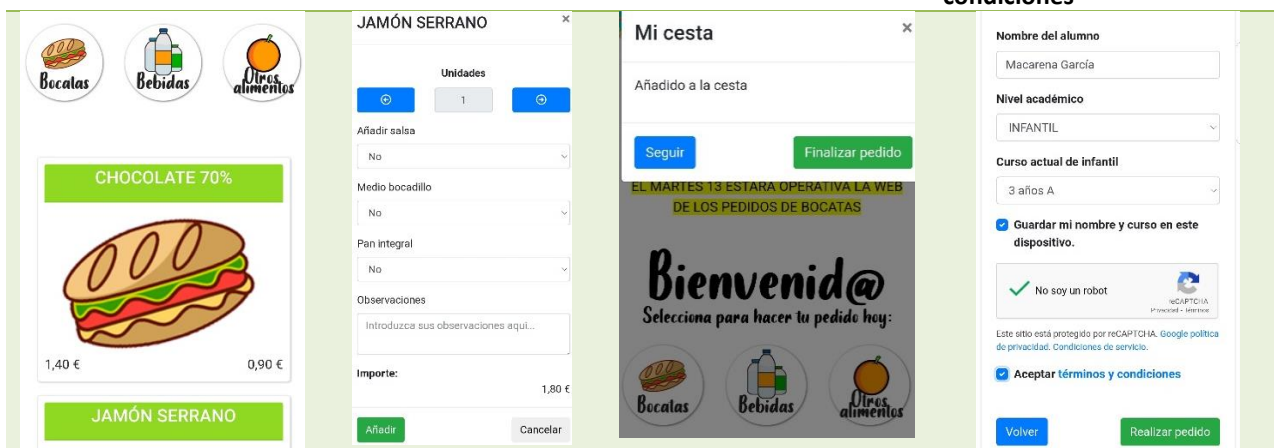 condiciones
Bocatas
Bebidas
Otros
alimentos
CHOCOLATE 70%
1,40 € 0,90 €
JAMÓN SERRANO
JAMÓN SERRANO ×
Unidades
1
Añadir salsa
No
Medio bocadillo
No
Pan integral
No
Observaciones
Introduzca sus observaciones aqui...
Importe:
1,80 €
Añadir Cancelar
Mi cesta ×
Añadido a la cesta
Seguir Finalizar pedido
EL MARTES 13 ESTARA OPERATIVA LA WEB
DE LOS PEDIDOS DE BOCATAS
Bienvenid@
Selecciona para hacer tu pedido hoy:
Bocatas
Bebidas
Otros
alimentos
Nombre del alumno
Macarena García
Nivel académico
INFANTIL
Curso actual de infantil
3 años A
Guardar mi nombre y curso en este
dispositivo.
No soy un robot
reCAPTCHA
Privacidad - Términos
Este sitio está protegido por reCAPTCHA. Google política
de privacidad. Condiciones de servicio.
Aceptar términos y condiciones
Volver Realizar pedido